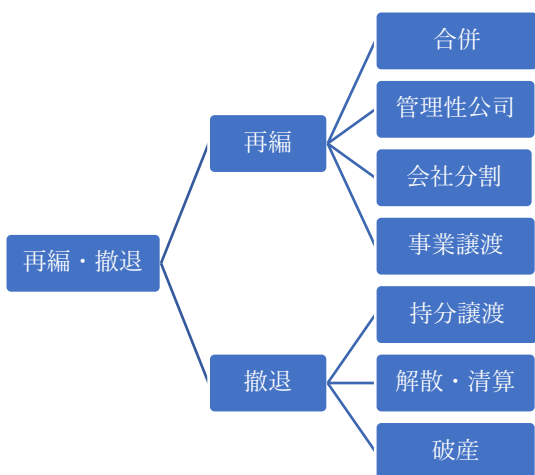 再編・撤退
再編
合併
管理性公司
会社分割
事業譲渡
撤退
持分譲渡
解散・清算
破産